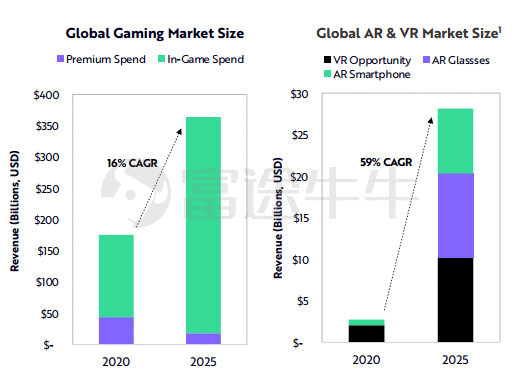 Global Gaming Market Size
Premium Spend In-Game Spend
Revenue (Billions, USD)
$400
$350
$300
$250
$200
$150
$100
$50
$-
16% CAGR
2020 2025
Global AR & VR Market Size¹
VR Opportunity AR Glassses
AR Smartphone
Revenue (Billions, USD)
$30
$25
$20
$15
$10
$5
$-
59% CAGR
2020 2025
富途牛牛